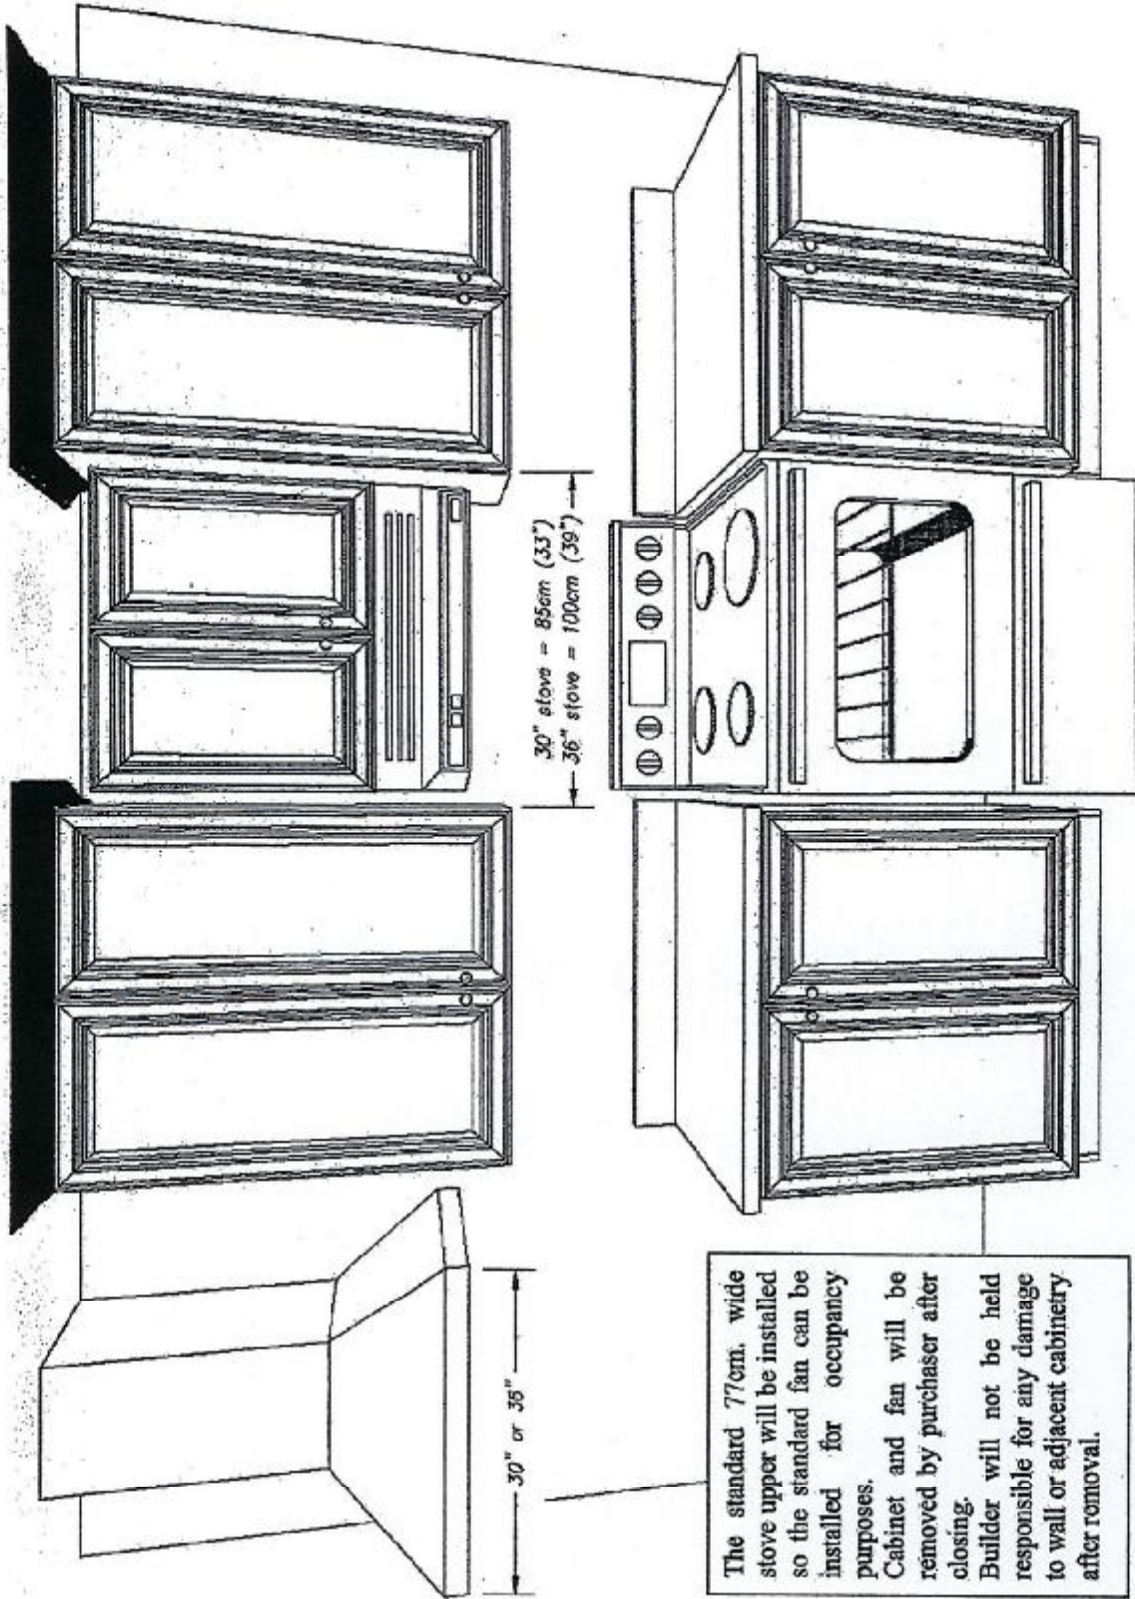 30" stove = 85cm (33")
36" stove = 100cm (39")
30" or 36"
The standard 77cm. wide
stove upper will be installed
so the standard fan can be
installed for occupancy
purposes.
Cabinet and fan will be
removed by purchaser after
closing.
Builder will not be held
responsible for any damage
to wall or adjacent cabinetry
after removal.